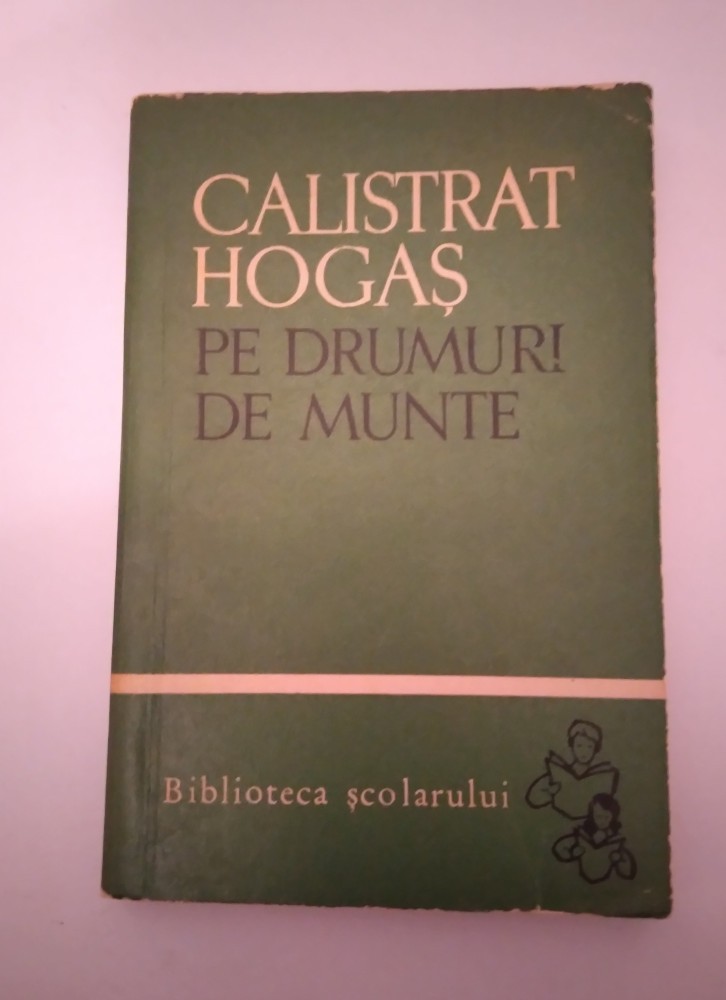 CALISTRAT
HOGAȘ
PE DRUMURI
DE MUNTE
Biblioteca școlarului